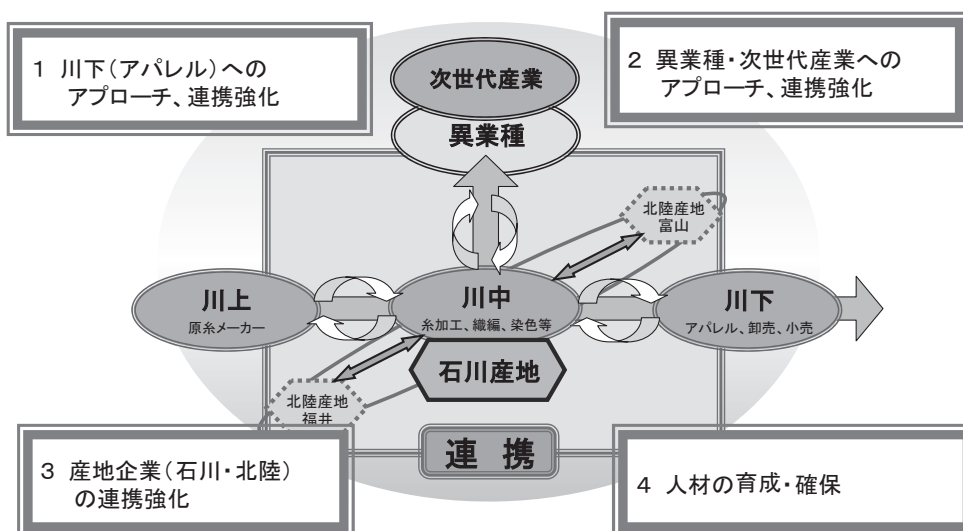 1 川下(アパレル)への
アプローチ、連携強化
2 異業種・次世代産業への
アプローチ、連携強化
次世代産業
異業種
北陸産地
富山
川上
原糸メーカー
川中
糸加工、織編、染色等
川下
アパレル、卸売、小売
石川産地
北陸産地
福井
連携
3 産地企業(石川・北陸)
の連携強化
4 人材の育成・確保